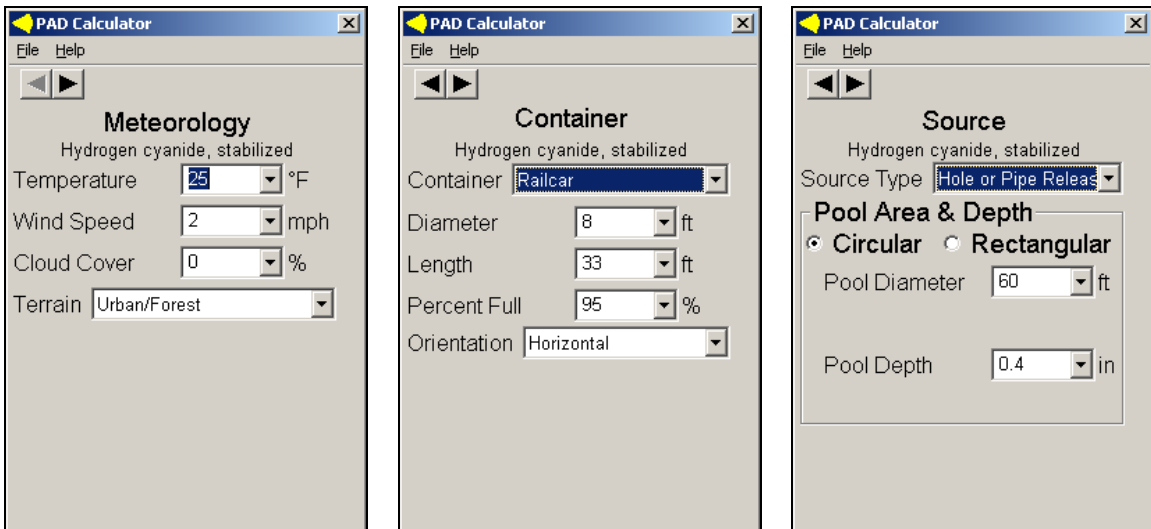 PAD Calculator
File Help
Meteorology
Hydrogen cyanide, stabilized
Temperature 25 °F
Wind Speed 2 mph
Cloud Cover 0 %
Terrain Urban/Forest
PAD Calculator
File Help
Container
Hydrogen cyanide, stabilized
Container Railcar
Diameter 8 ft
Length 33 ft
Percent Full 95 %
Orientation Horizontal
PAD Calculator
File Help
Source
Hydrogen cyanide, stabilized
Source Type Hole or Pipe Releas
Pool Area & Depth
Circular Rectangular
Pool Diameter 60 ft
Pool Depth 0.4 in